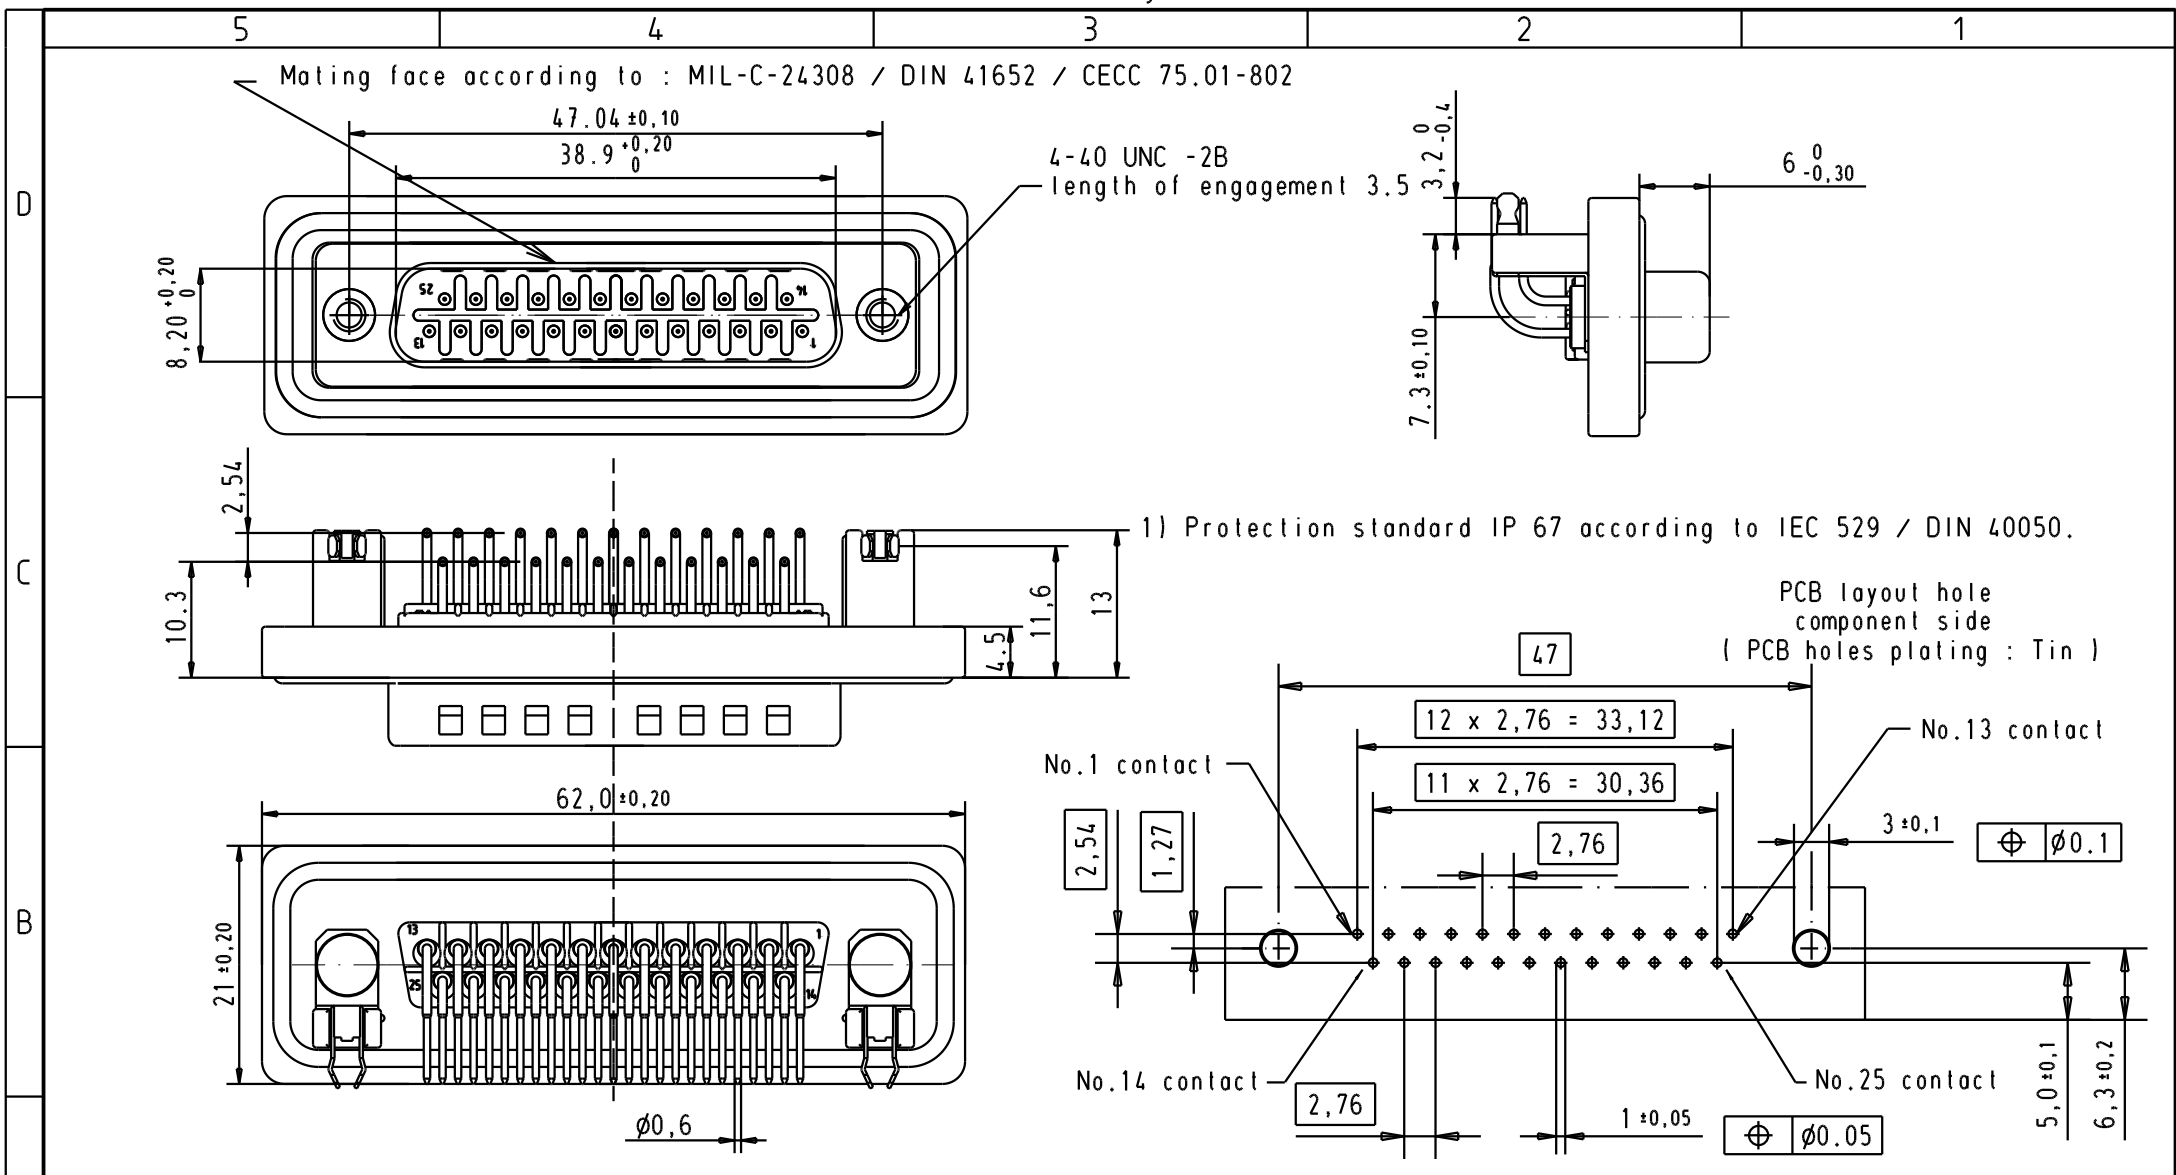 5 4 3 2 1
Mating face according to : MIL-C-24308 / DIN 41652 / CECC 75.01-802
47.04 ±0,10
38.9 +0,20 0
4-40 UNC -2B
length of engagement 3.5
3,2 0 -0,4
6 0 -0,30
D
8,20 +0,20 0
25
14
13
1
7.3 ±0,10
2,54
1) Protection standard IP 67 according to IEC 529 / DIN 40050.
C
10.3
4.5
11,6
13
PCB layout hole
component side
( PCB holes plating : Tin )
47
12 x 2,76 = 33,12
No.13 contact
No.1 contact
11 x 2,76 = 30,36
62,0 ±0,20
2,54
1,27
2,76
3 ±0,1
⌖ Ø0.1
B
21 ±0,20
13
1
25
14
No.14 contact
No.25 contact
5,0 ±0,1
6,3 ±0,2
2,76
1 ±0,05
⌖ Ø0.05
Ø0,6